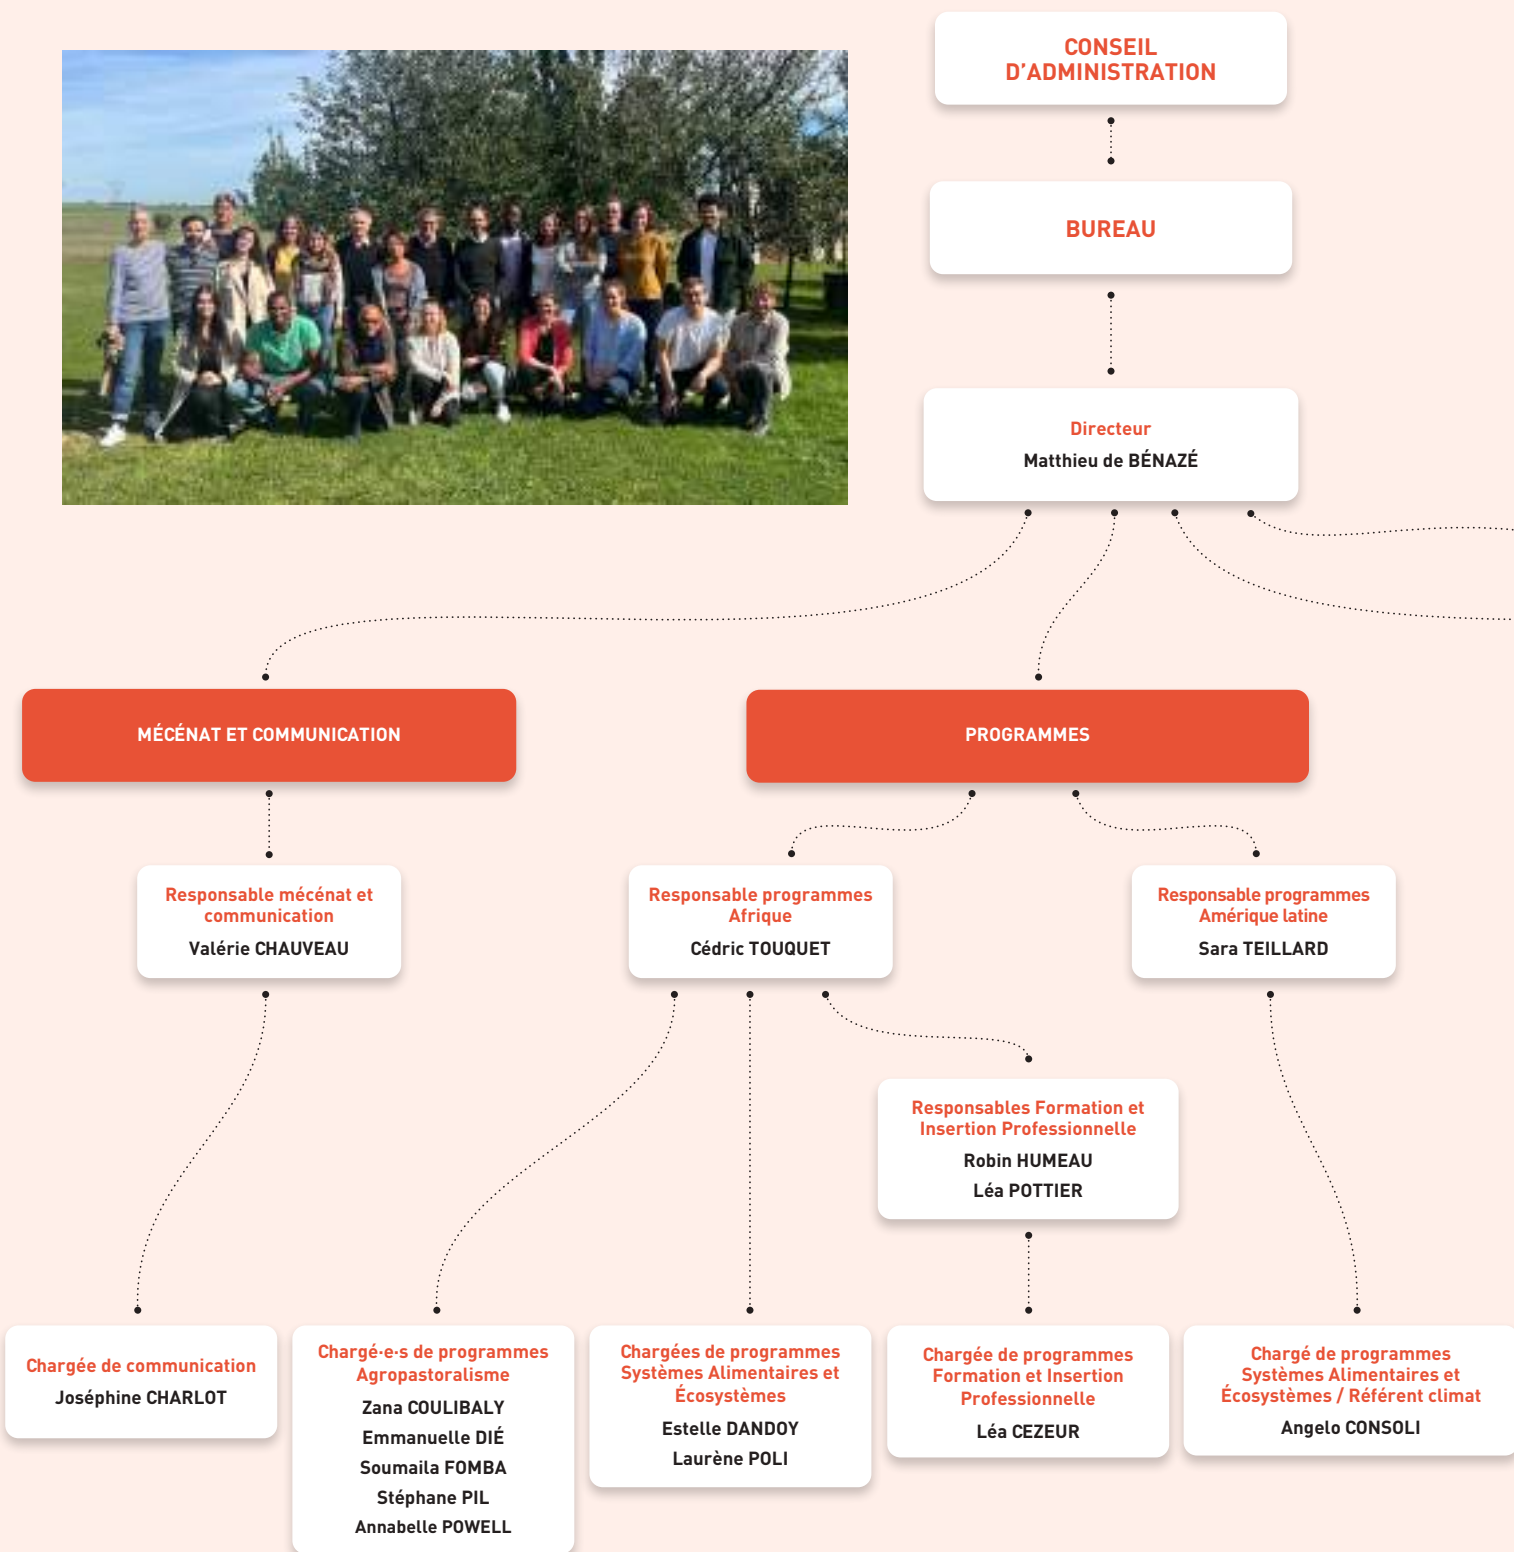 CONSEIL
D'ADMINISTRATION
BUREAU
Directeur
Matthieu de BÉNAZÉ
MÉCÉNAT ET COMMUNICATION
PROGRAMMES
Responsable mécénat et
communication
Valérie CHAUVEAU
Responsable programmes
Afrique
Cédric TOUQUET
Responsable programmes
Amérique latine
Sara TEILLARD
Responsables Formation et
Insertion Professionnelle
Robin HUMEAU
Léa POTTIER
Chargée de communication
Joséphine CHARLOT
Chargé·e·s de programmes
Agropastoralisme
Zana COULIBALY
Emmanuelle DIÉ
Soumaila FOMBA
Stéphane PIL
Annabelle POWELL
Chargées de programmes
Systèmes Alimentaires et
Écosystèmes
Estelle DANDOY
Laurène POLI
Chargée de programmes
Formation et Insertion
Professionnelle
Léa CEZEUR
Chargé de programmes
Systèmes Alimentaires et
Écosystèmes / Référent climat
Angelo CONSOLI